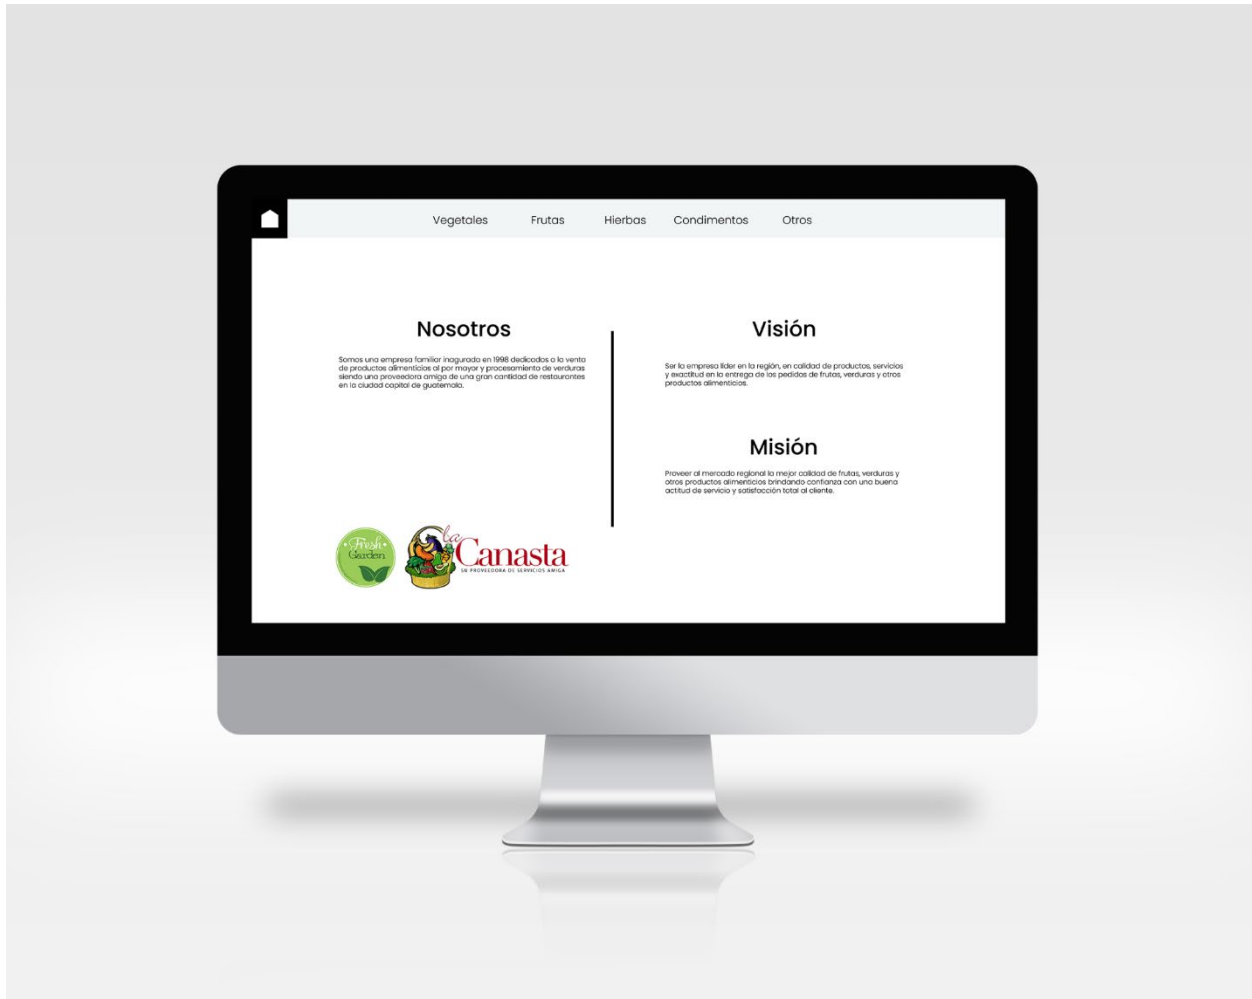 Vegetales Frutas Hierbas Condimentos Otros
Nosotros
Somos una empresa familiar inagurada en 1998 dedicados a la venta
de productos alimenticios al por mayor y procesamiento de verduras
siendo una proveedora amiga de una gran cantidad de restaurantes
en la ciudad capital de guatemala.
Visión
Ser la empresa líder en la región, en calidad de productos, servicios
y exactitud en la entrega de los pedidos de frutas, verduras y otros
productos alimenticios.
Misión
Proveer al mercado regional la mejor calidad de frutas, verduras y
otros productos alimenticios brindando confianza con una buena
actitud de servicio y satisfacción total al cliente.
Fresh
Garden
la
Canasta
SU PROVEEDORA DE SERVICIOS AMIGA